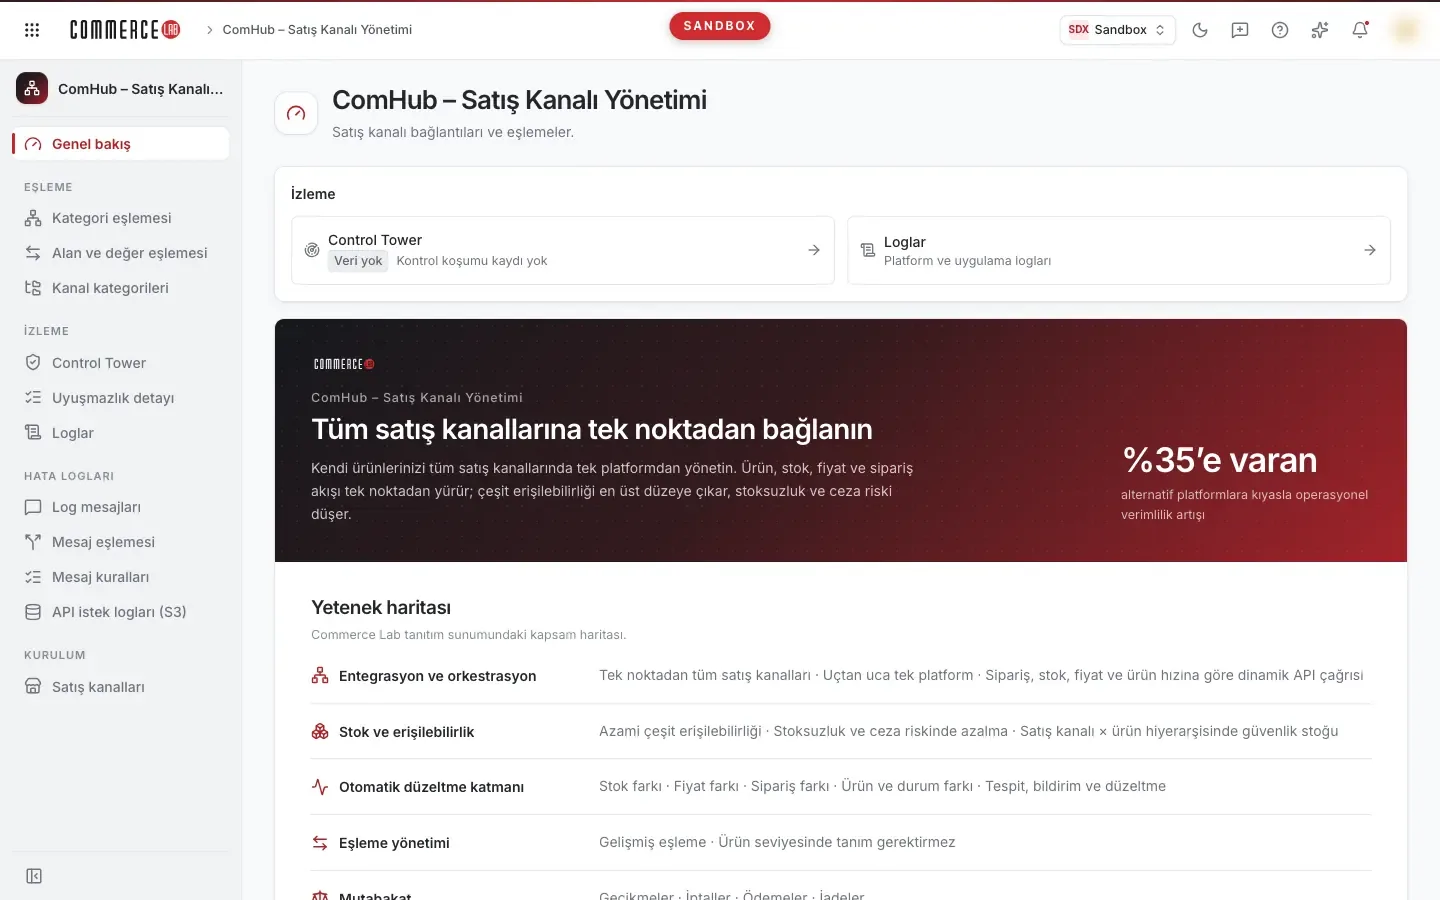 COMMERCE LAB
ComHub – Satış Kanalı Yönetimi
SANDBOX
SDX Sandbox
ComHub – Satış Kanalı...
Genel bakış
EŞLEME
Kategori eşlemesi
Alan ve değer eşlemesi
Kanal kategorileri
İZLEME
Control Tower
Uyuşmazlık detayı
Loglar
HATA LOGLARI
Log mesajları
Mesaj eşlemesi
Mesaj kuralları
API istek logları (S3)
KURULUM
Satış kanalları
ComHub – Satış Kanalı Yönetimi
Satış kanalı bağlantıları ve eşlemeler.
İzleme
Control Tower
Veri yok Kontrol koşumu kaydı yok
Loglar
Platform ve uygulama logları
COMMERCE
ComHub – Satış Kanalı Yönetimi
Tüm satış kanallarına tek noktadan bağlanın
Kendi ürünlerinizi tüm satış kanallarında tek platformdan yönetin. Ürün, stok, fiyat ve sipariş
akışı tek noktadan yürür; çeşit erişilebilirliği en üst düzeye çıkar, stoksuzluk ve ceza riski
düşer.
%35’e varan
alternatif platformlara kıyasla operasyonel
verimlilik artışı
Yetenek haritası
Commerce Lab tanıtım sunumundaki kapsam haritası.
Entegrasyon ve orkestrasyon
Tek noktadan tüm satış kanalları · Uçtan uca tek platform · Sipariş, stok, fiyat ve ürün hızına göre dinamik API çağrısı
Stok ve erişilebilirlik
Azami çeşit erişilebilirliği · Stoksuzluk ve ceza riskinde azalma · Satış kanalı × ürün hiyerarşisinde güvenlik stoğu
Otomatik düzeltme katmanı
Stok farkı · Fiyat farkı · Sipariş farkı · Ürün ve durum farkı · Tespit, bildirim ve düzeltme
Eşleme yönetimi
Gelişmiş eşleme · Ürün seviyesinde tanım gerektirmez
Mutabakat
Gecikmeler · İptaller · Ödemeler · İadeler